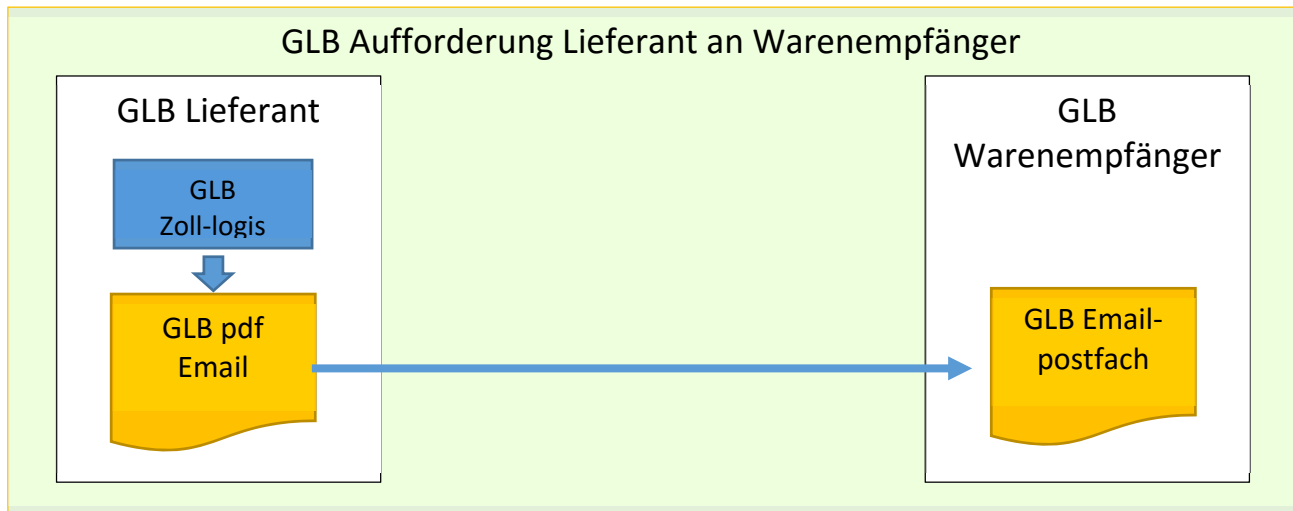 GLB Aufforderung Lieferant an Warenempfänger
GLB Lieferant
GLB
Zoll-logis
GLB pdf
Email
GLB
Warenempfänger
GLB Email-
postfach